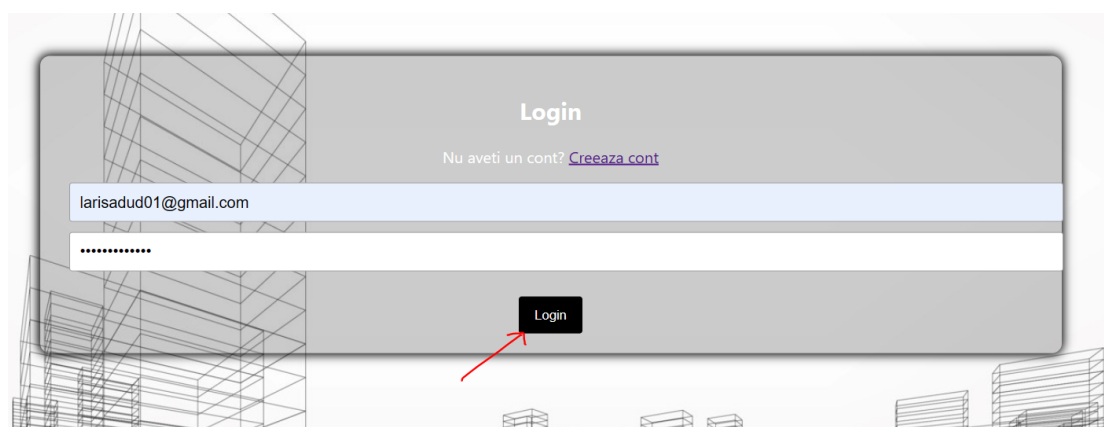 Login
Nu aveti un cont? Creeaza cont
larisadud01@gmail.com
•••••••••••••
Login